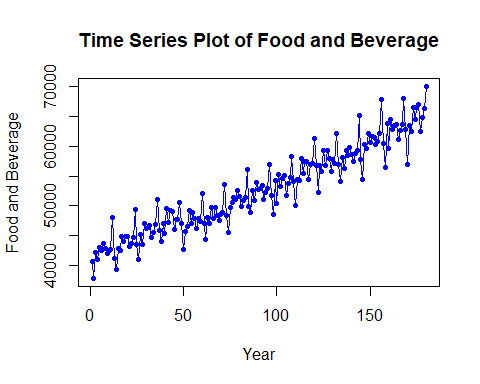 Time Series Plot of Food and Beverage
Food and Beverage
70000
60000
50000
40000
0 50 100 150
Year